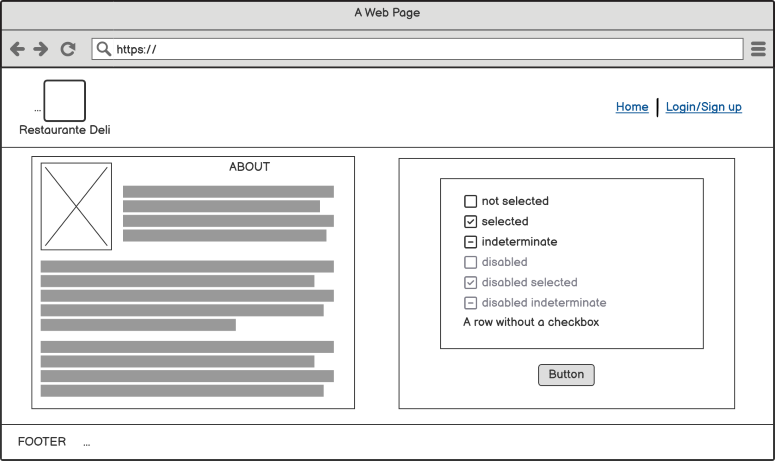 A Web Page
https://
...
Restaurante Deli
Home
Login/Sign up
ABOUT
not selected
selected
indeterminate
disabled
disabled selected
disabled indeterminate
A row without a checkbox
Button
FOOTER ...